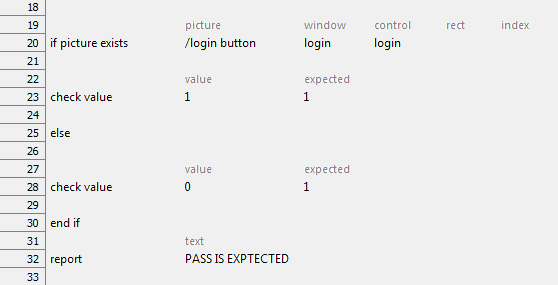 18
19 picture window control rect index
20 if picture exists /login button login login
21
22 value expected
23 check value 1 1
24
25 else
26
27 value expected
28 check value 0 1
29
30 end if
31 text
32 report PASS IS EXPTECTED
33